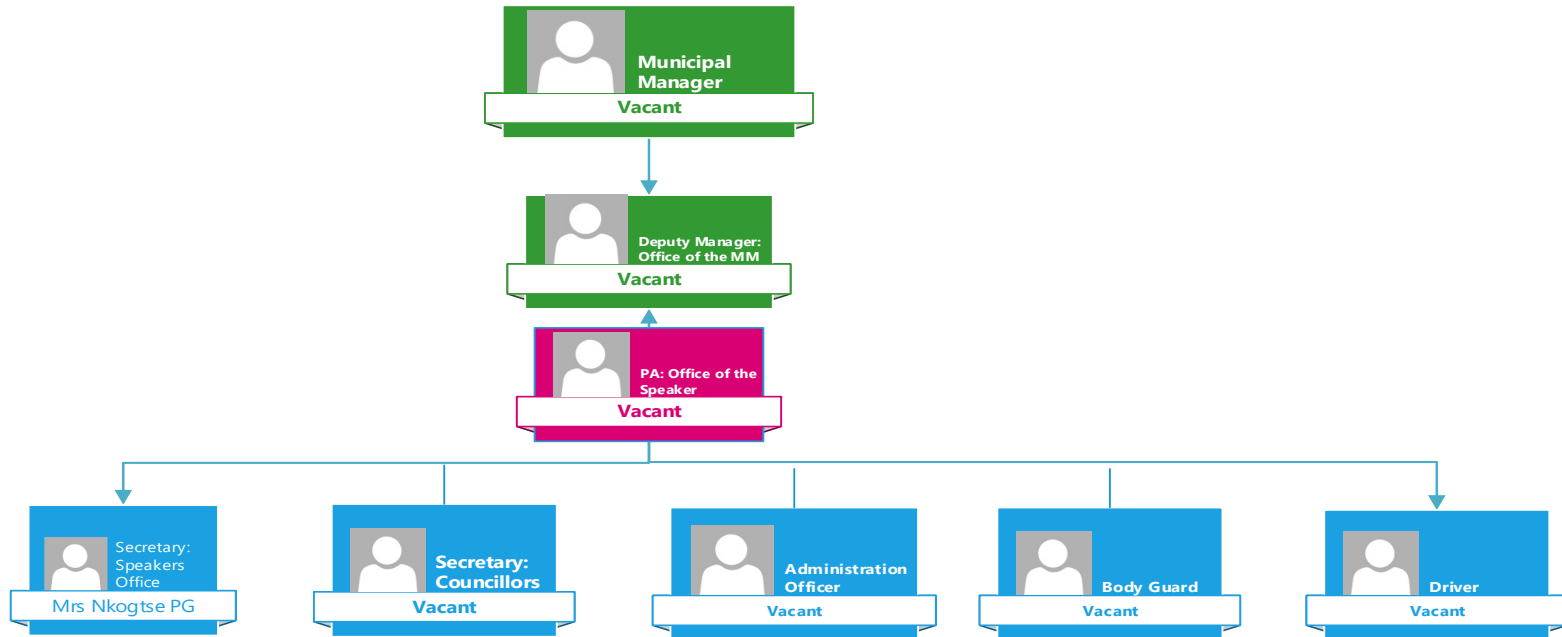 Municipal
Manager
Vacant
Deputy Manager:
Office of the MM
Vacant
PA: Office of the
Speaker
Vacant
Secretary:
Speakers
Office
Mrs Nkogtse PG
Secretary:
Councillors
Vacant
Administration
Officer
Vacant
Body Guard
Vacant
Driver
Vacant